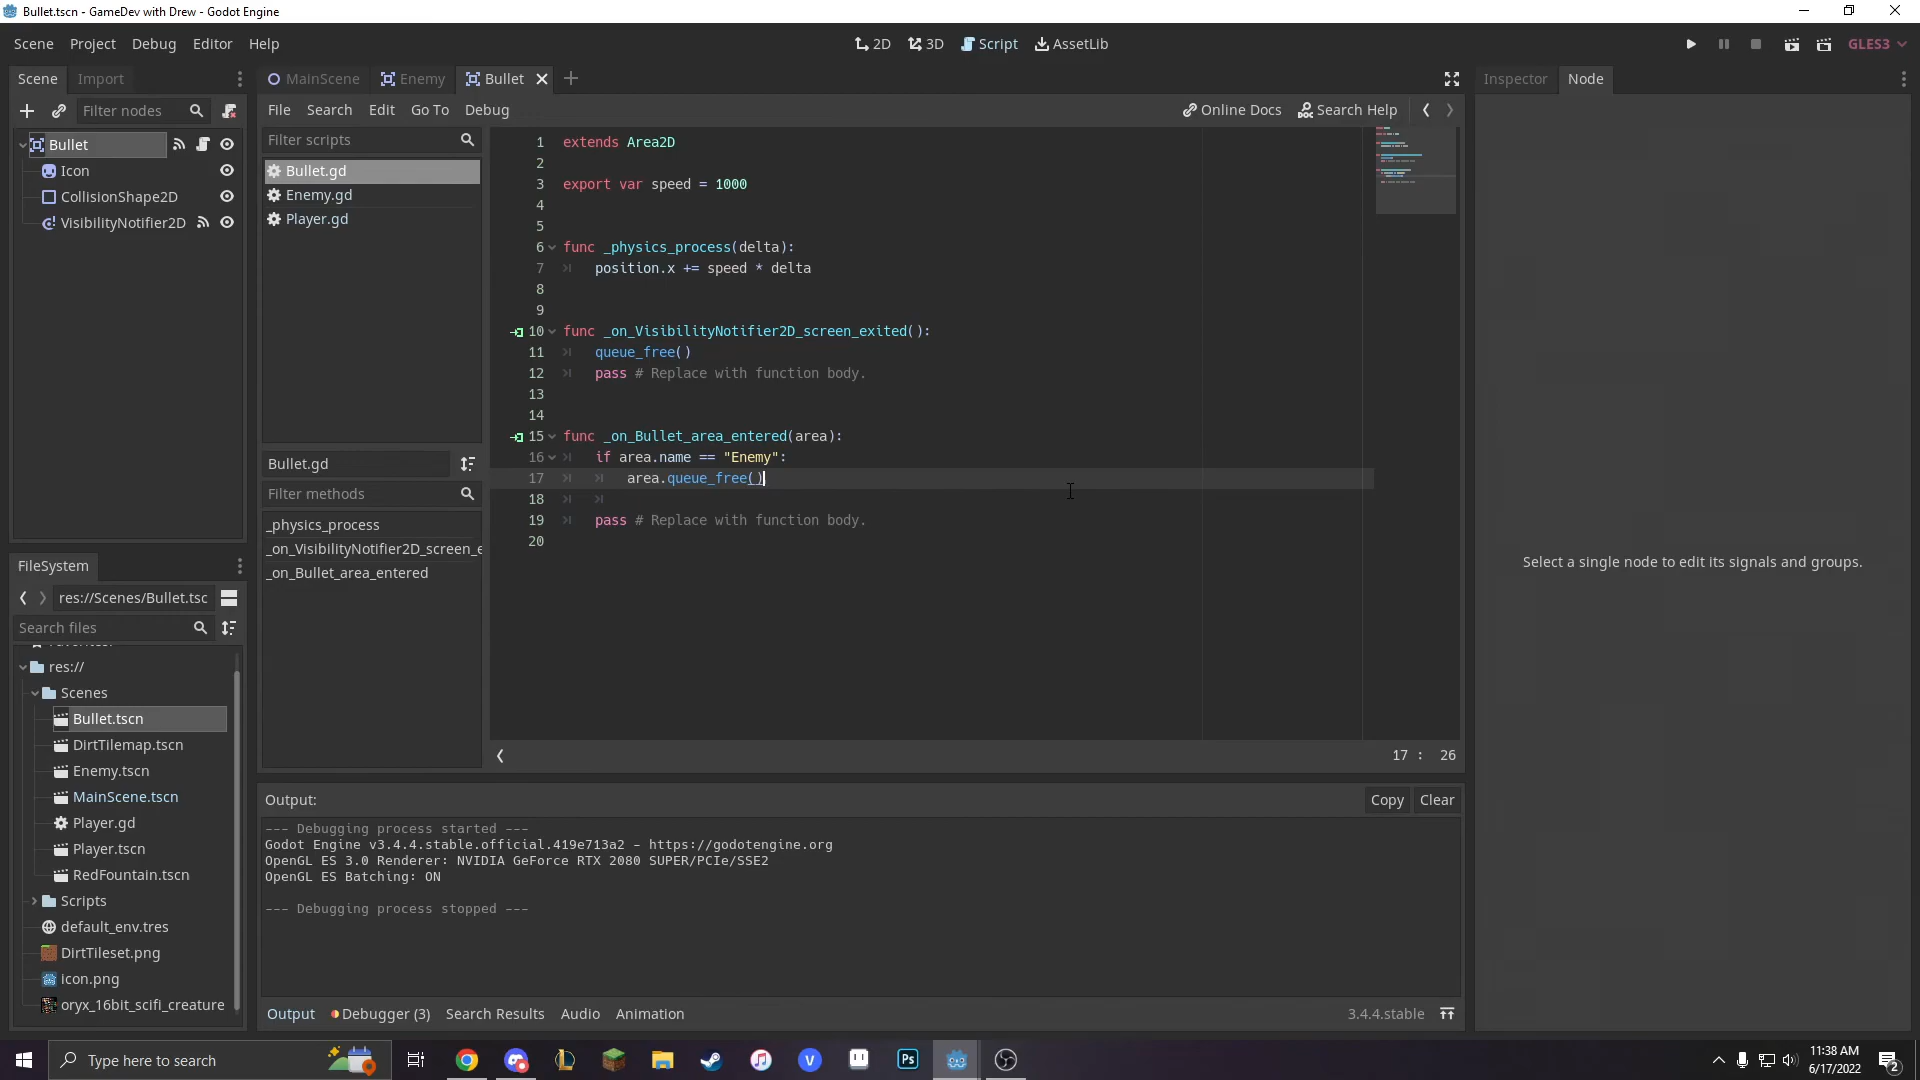 Bullet.tscn - GameDev with Drew - Godot Engine
Scene Project Debug Editor Help
2D 3D Script AssetLib
GLES3
Scene Import
MainScene Enemy Bullet
Inspector Node
Filter nodes
File Search Edit Go To Debug
Online Docs Search Help
Bullet
Icon
CollisionShape2D
VisibilityNotifier2D
Filter scripts
Bullet.gd
Enemy.gd
Player.gd
Bullet.gd
Filter methods
_physics_process
_on_VisibilityNotifier2D_screen_e
_on_Bullet_area_entered
1 extends Area2D
2
3 export var speed = 1000
4
5
6 func _physics_process(delta):
7 position.x += speed * delta
8
9
10 func _on_VisibilityNotifier2D_screen_exited():
11 queue_free()
12 pass # Replace with function body.
13
14
15 func _on_Bullet_area_entered(area):
16 if area.name == "Enemy":
17 area.queue_free()
18
19 pass # Replace with function body.
20
17 : 26
Select a single node to edit its signals and groups.
FileSystem
res://Scenes/Bullet.tsc
Search files
res://
Scenes
Bullet.tscn
DirtTilemap.tscn
Enemy.tscn
MainScene.tscn
Player.gd
Player.tscn
RedFountain.tscn
Scripts
default_env.tres
DirtTileset.png
icon.png
oryx_16bit_scifi_creature
Output:
Copy Clear
--- Debugging process started ---
Godot Engine v3.4.4.stable.official.419e713a2 - https://godotengine.org
OpenGL ES 3.0 Renderer: NVIDIA GeForce RTX 2080 SUPER/PCIe/SSE2
OpenGL ES Batching: ON
--- Debugging process stopped ---
Output Debugger (3) Search Results Audio Animation
3.4.4.stable
Type here to search
Ps
11:38 AM
6/17/2022
2